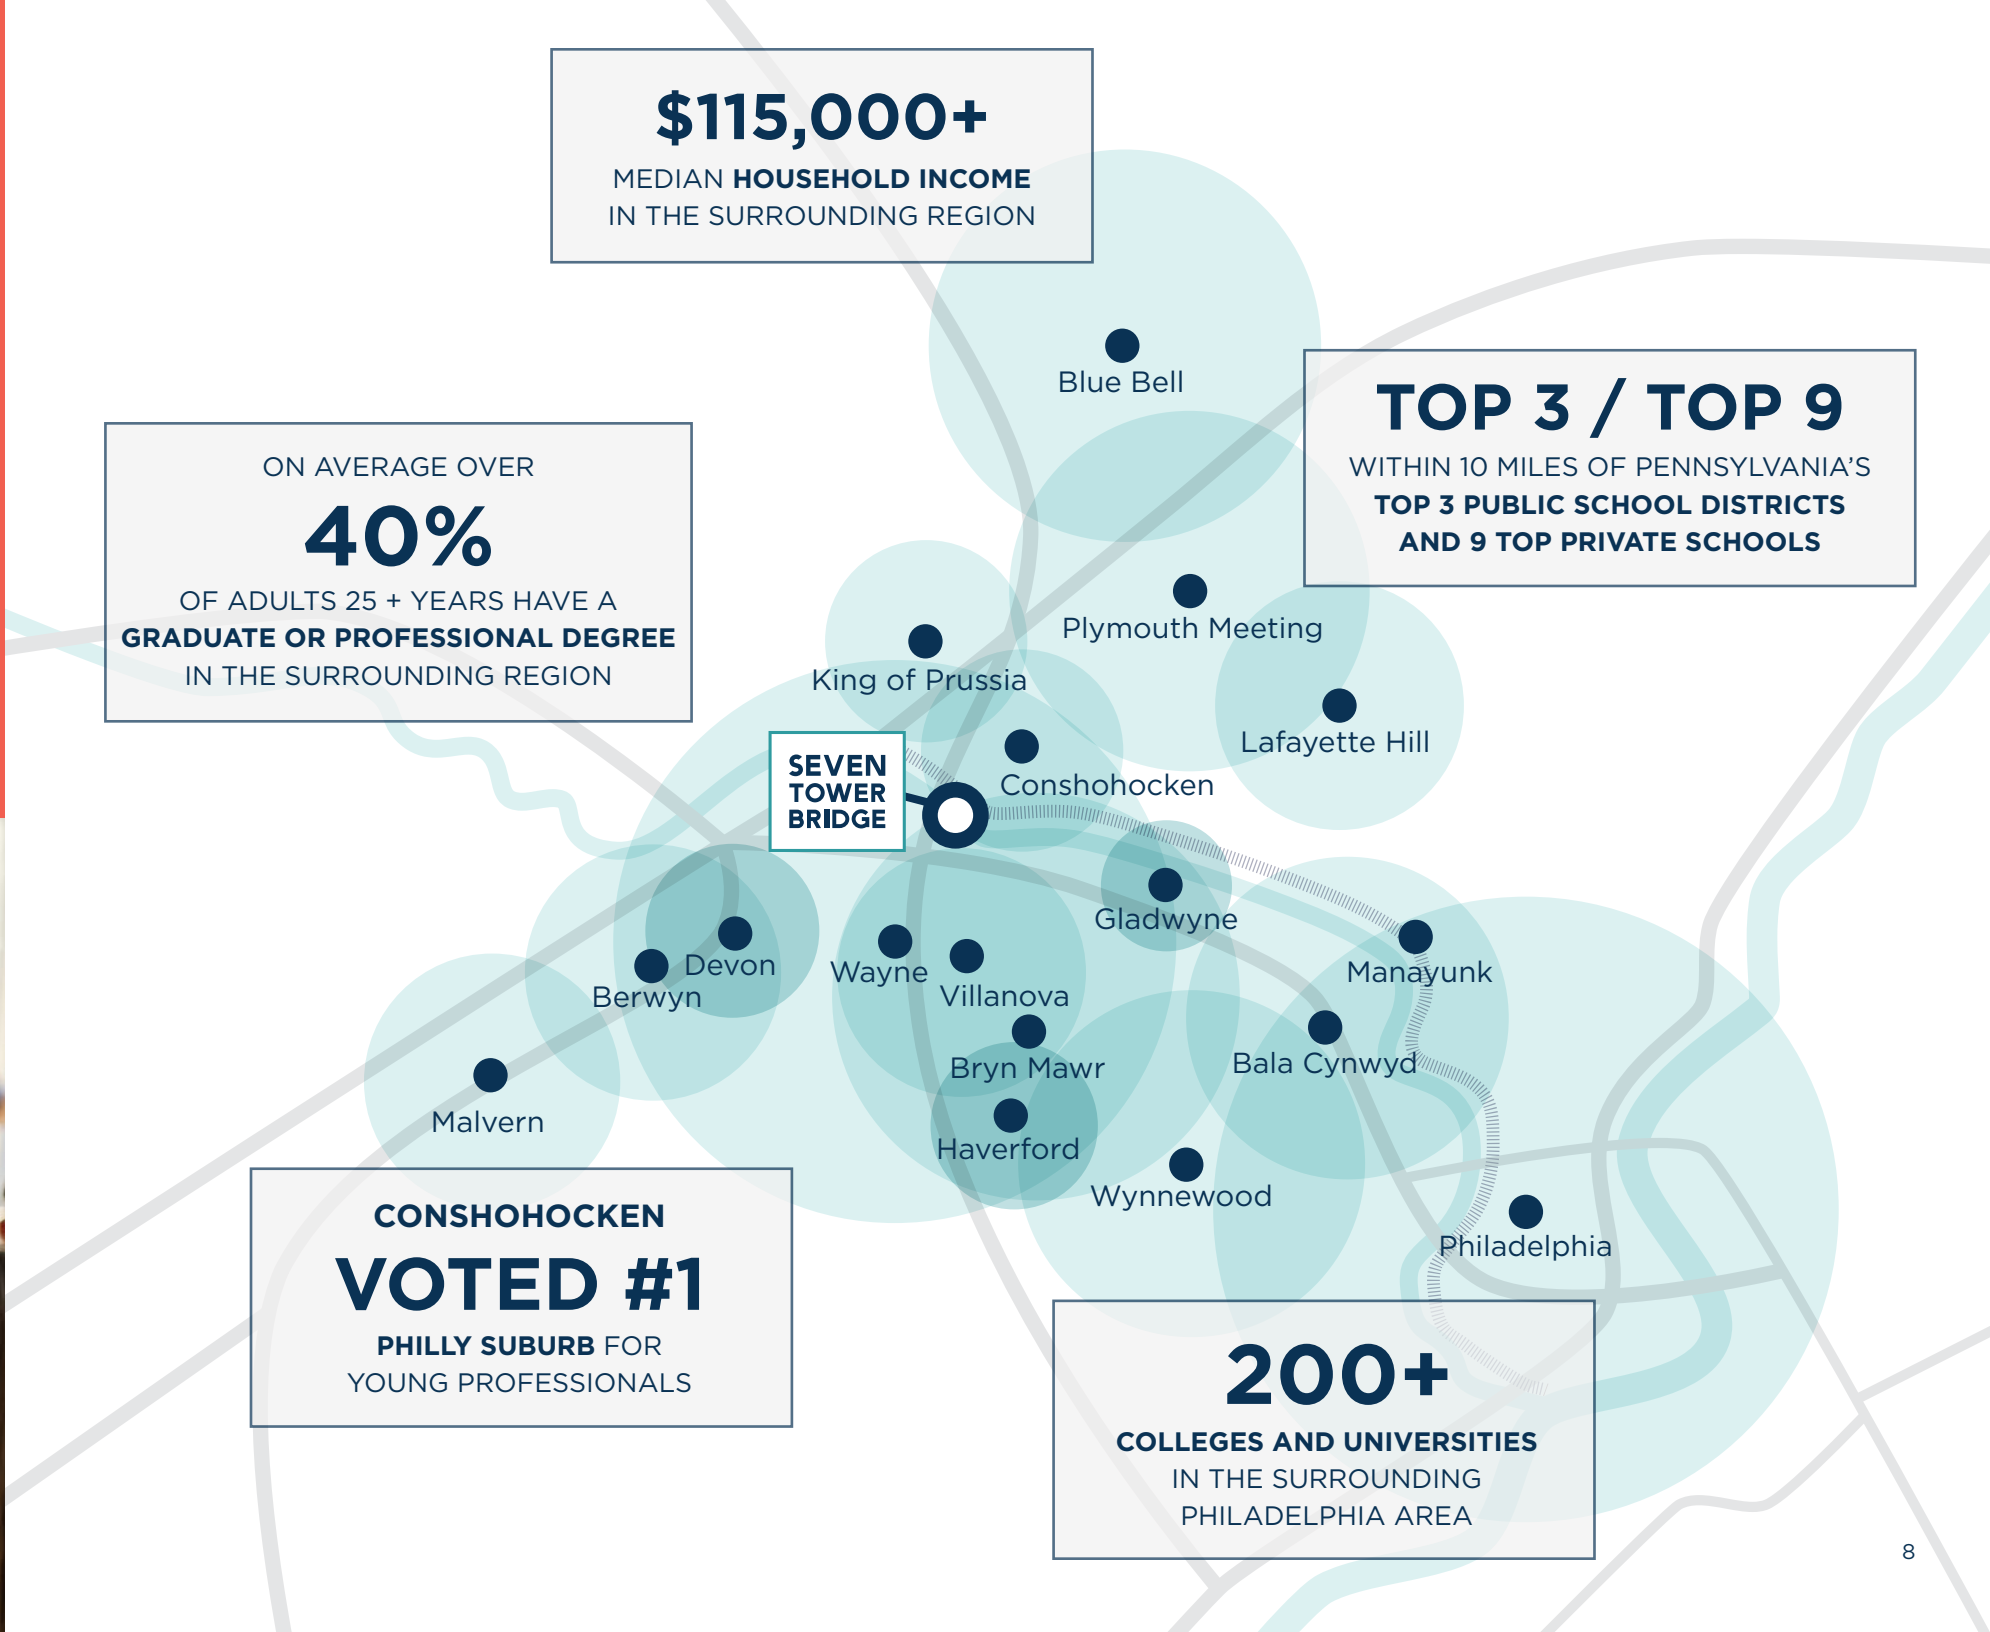 $115,000+
MEDIAN HOUSEHOLD INCOME
IN THE SURROUNDING REGION
Blue Bell
TOP 3 / TOP 9
WITHIN 10 MILES OF PENNSYLVANIA'S
TOP 3 PUBLIC SCHOOL DISTRICTS
AND 9 TOP PRIVATE SCHOOLS
ON AVERAGE OVER
40%
OF ADULTS 25 + YEARS HAVE A
GRADUATE OR PROFESSIONAL DEGREE
IN THE SURROUNDING REGION
Plymouth Meeting
King of Prussia
Lafayette Hill
SEVEN
TOWER
BRIDGE
Conshohocken
Gladwyne
Devon
Berwyn
Wayne
Villanova
Manayunk
Bryn Mawr
Bala Cynwyd
Malvern
Haverford
Wynnewood
Philadelphia
CONSHOHOCKEN
VOTED #1
PHILLY SUBURB FOR
YOUNG PROFESSIONALS
200+
COLLEGES AND UNIVERSITIES
IN THE SURROUNDING
PHILADELPHIA AREA
8